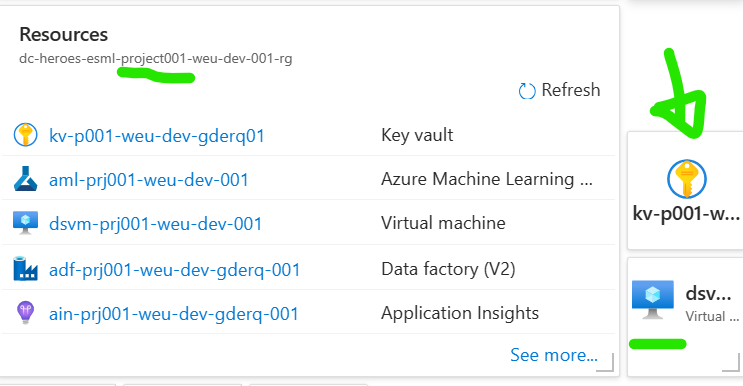 Resources
dc-heroes-esml-project001-weu-dev-001-rg
Refresh
kv-p001-weu-dev-gderq01 Key vault
aml-prj001-weu-dev-001 Azure Machine Learning ...
dsvm-prj001-weu-dev-001 Virtual machine
adf-prj001-weu-dev-gderq-001 Data factory (V2)
ain-prj001-weu-dev-gderq-001 Application Insights
See more...
kv-p001-w...
dsv...
Virtual ...